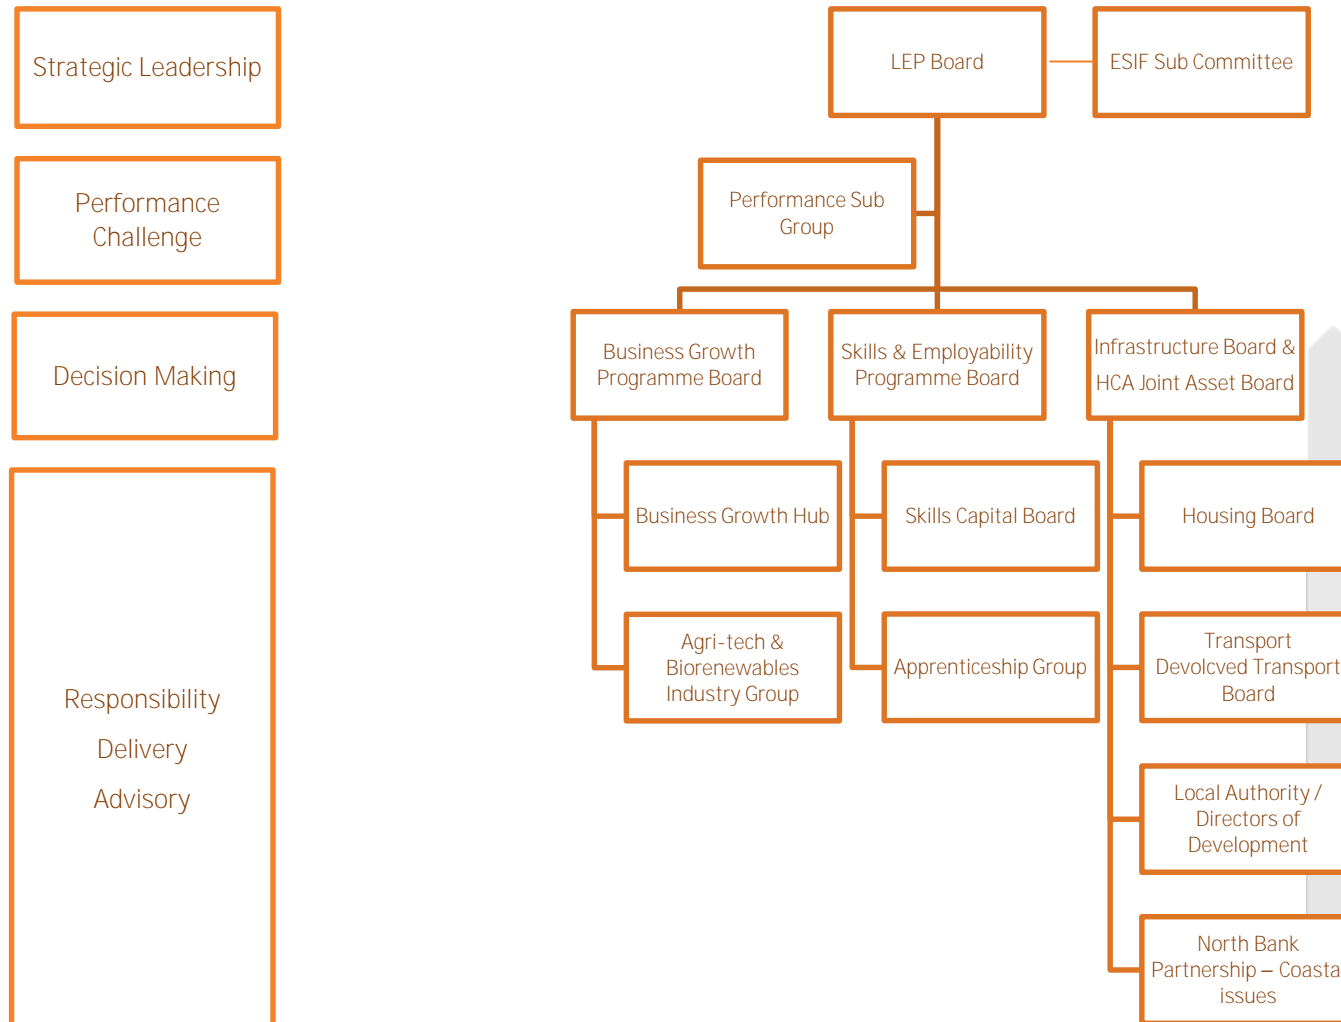 Strategic Leadership
LEP Board
ESIF Sub Committee
Performance
Challenge
Performance Sub
Group
Decision Making
Business Growth
Programme Board
Skills & Employability
Programme Board
Infrastructure Board &
HCA Joint Asset Board
Responsibility
Delivery
Advisory
Business Growth Hub
Skills Capital Board
Housing Board
Agri-tech &
Biorenewables
Industry Group
Apprenticeship Group
Transport
Devolcved Transport
Board
Local Authority /
Directors of
Development
North Bank
Partnership – Coasta
issues